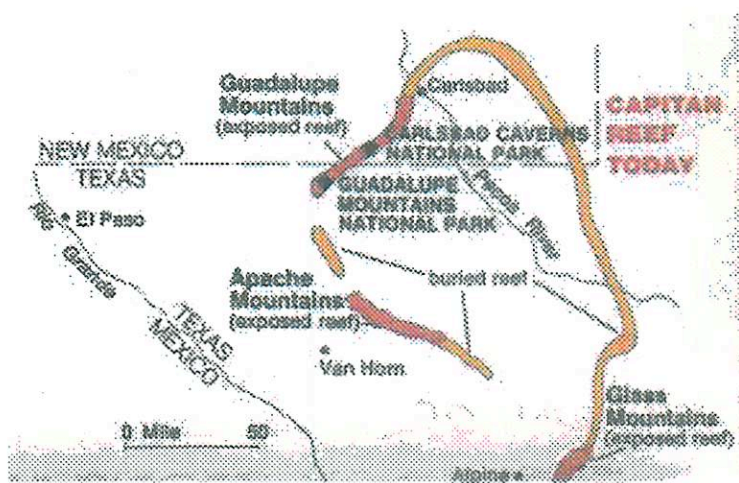 Guadalupe
Mountains
(exposed reef)
Carlsbad
CAPITAN
REEF
TODAY
CARLSBAD CAVERNS
NATIONAL PARK
NEW MEXICO
TEXAS
GUADALUPE
MOUNTAINS
NATIONAL PARK
Pecos River
Rio Grande
El Paso
buried reef
Apache
Mountains
(exposed reef)
TEXAS
MEXICO
Van Horn
Glass
Mountains
(exposed reef)
0 Mile 50
Alpine